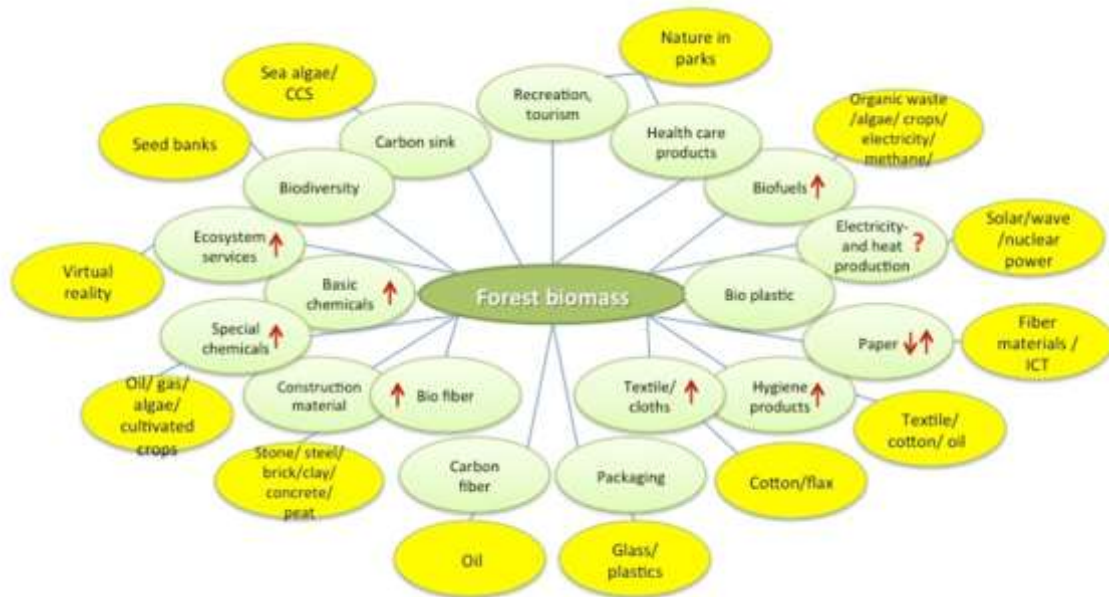 Nature in
parks
Sea algae/
CCS
Recreation,
tourism
Organic waste
/algae/ crops/
electricity/
methane/
Seed banks
Carbon sink
Health care
products
Biodiversity
Biofuels
Ecosystem
services
Electricity-
and heat
production
?
Solar/wave
/nuclear
power
Virtual
reality
Basic
chemicals
Forest biomass
Bio plastic
Special
chemicals
Paper
Fiber
materials /
ICT
Oil/ gas/
algae/
cultivated
crops
Construction
material
Bio fiber
Textile/
cloths
Hygiene
products
Textile/
cotton/ oil
Stone/ steel/
brick/clay/
concrete/
peat
Carbon
fiber
Packaging
Cotton/flax
Oil
Glass/
plastics